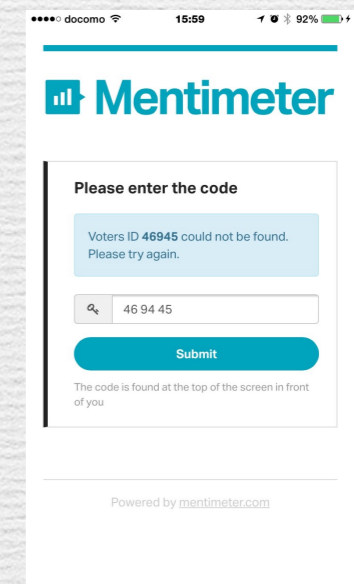 docomo 15:59 92%
Mentimeter
Please enter the code
Voters ID 46945 could not be found.
Please try again.
46 94 45
Submit
The code is found at the top of the screen in front
of you
Powered by mentimeter.com